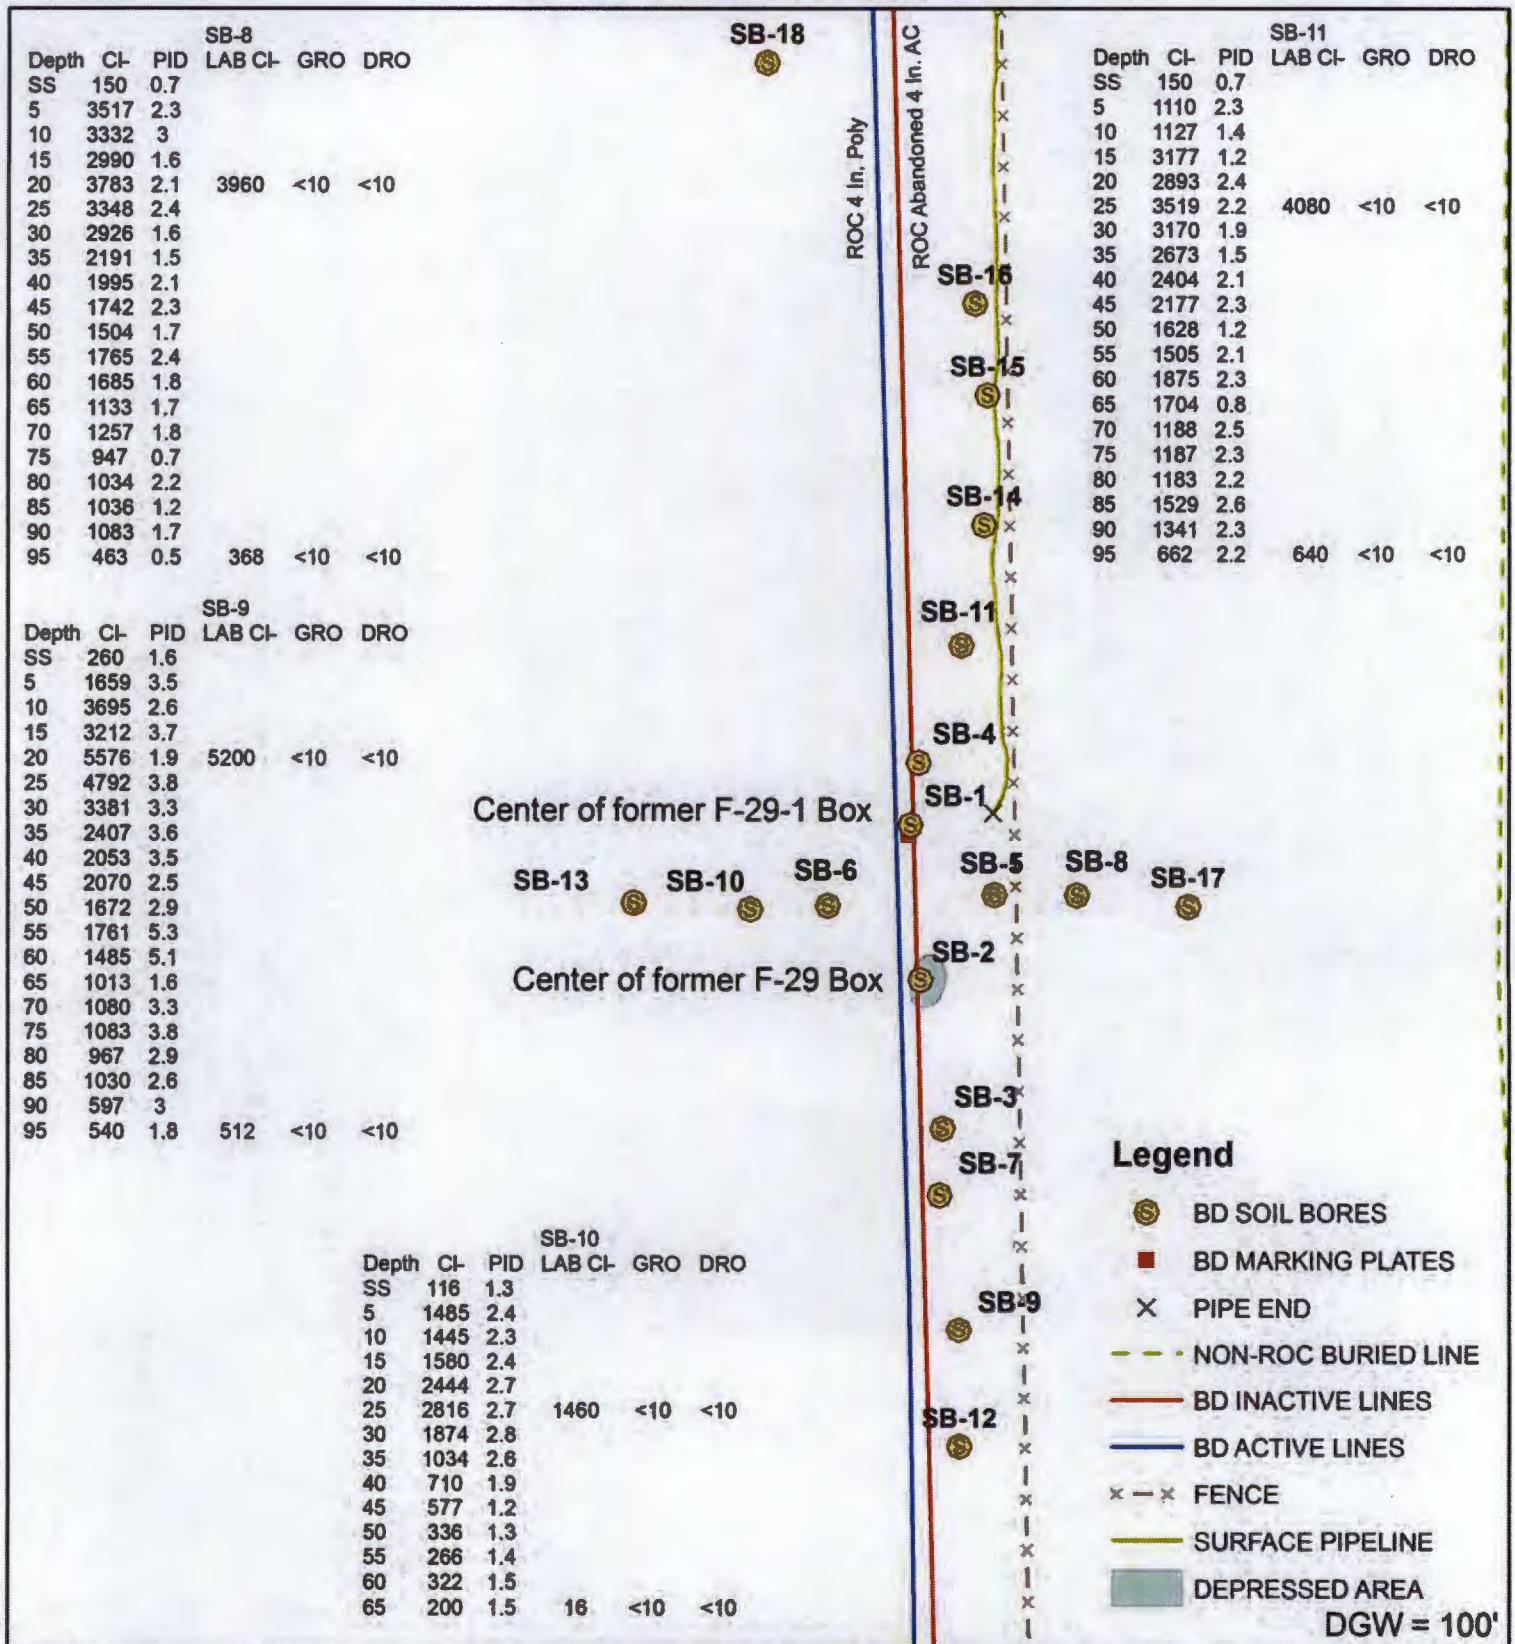 SB-8
Depth Cl- PID LAB Cl- GRO DRO
SS 150 0.7
5 3517 2.3
10 3332 3
15 2990 1.6
20 3783 2.1 3960 <10 <10
25 3348 2.4
30 2926 1.6
35 2191 1.5
40 1995 2.1
45 1742 2.3
50 1504 1.7
55 1765 2.4
60 1685 1.8
65 1133 1.7
70 1257 1.8
75 947 0.7
80 1034 2.2
85 1036 1.2
90 1083 1.7
95 463 0.5 368 <10 <10
SB-9
Depth Cl- PID LAB Cl- GRO DRO
SS 260 1.6
5 1659 3.5
10 3695 2.6
15 3212 3.7
20 5576 1.9 5200 <10 <10
25 4792 3.8
30 3381 3.3
35 2407 3.6
40 2053 3.5
45 2070 2.5
50 1672 2.9
55 1761 5.3
60 1485 5.1
65 1013 1.6
70 1080 3.3
75 1083 3.8
80 967 2.9
85 1030 2.6
90 597 3
95 540 1.8 512 <10 <10
SB-10
Depth Cl- PID LAB Cl- GRO DRO
SS 116 1.3
5 1485 2.4
10 1445 2.3
15 1580 2.4
20 2444 2.7
25 2816 2.7 1460 <10 <10
30 1874 2.8
35 1034 2.6
40 710 1.9
45 577 1.2
50 336 1.3
55 266 1.4
60 322 1.5
65 200 1.5 16 <10 <10
SB-11
Depth Cl- PID LAB Cl- GRO DRO
SS 150 0.7
5 1110 2.3
10 1127 1.4
15 3177 1.2
20 2893 2.4
25 3519 2.2 4080 <10 <10
30 3170 1.9
35 2673 1.5
40 2404 2.1
45 2177 2.3
50 1628 1.2
55 1505 2.1
60 1875 2.3
65 1704 0.8
70 1188 2.5
75 1187 2.3
80 1183 2.2
85 1529 2.6
90 1341 2.3
95 662 2.2 640 <10 <10
SB-18
ROC 4 In. Poly
ROC Abandoned 4 In. AC
SB-16
SB-15
SB-14
SB-11
SB-4
SB-1
Center of former F-29-1 Box
SB-13
SB-10
SB-6
SB-5
SB-8
SB-17
SB-2
Center of former F-29 Box
SB-3
SB-7
SB-9
SB-12
Legend
BD SOIL BORES
BD MARKING PLATES
PIPE END
NON-ROC BURIED LINE
BD INACTIVE LINES
BD ACTIVE LINES
FENCE
SURFACE PIPELINE
DEPRESSED AREA
DGW = 100'